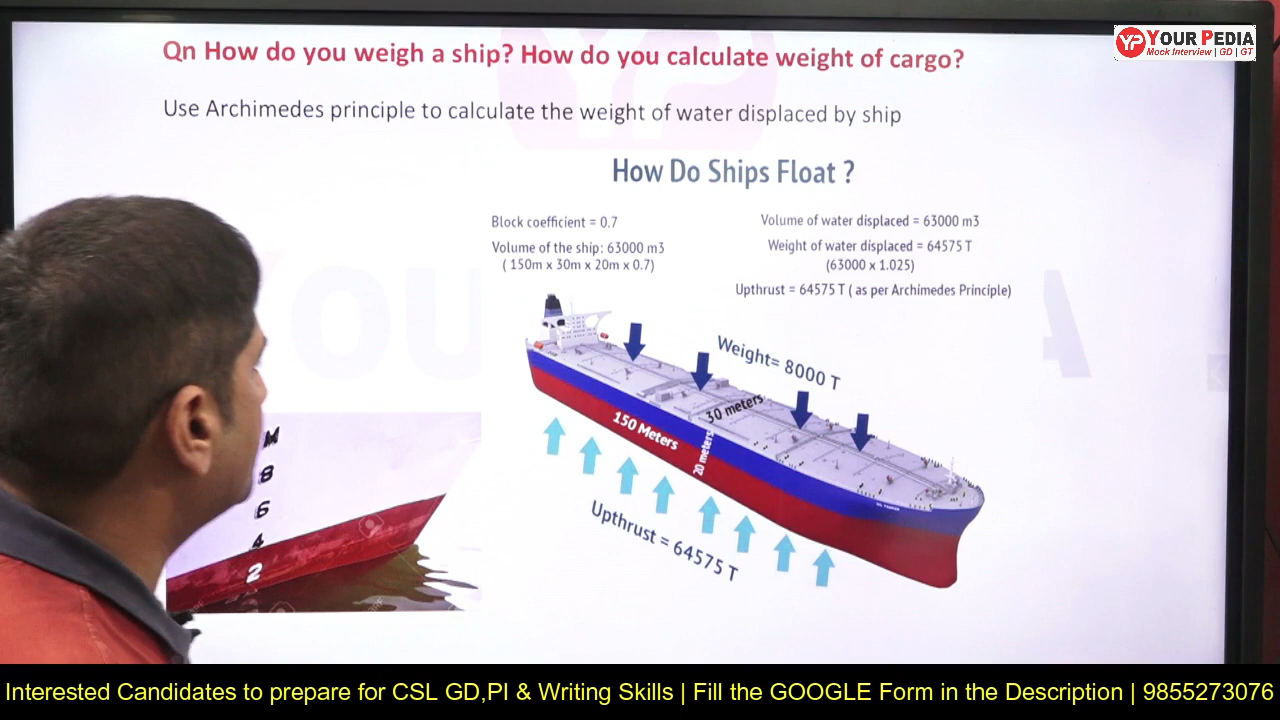 Qn How do you weigh a ship? How do you calculate weight of cargo?
YOUR PEDIA
Mock Interview | GD | GT
Use Archimedes principle to calculate the weight of water displaced by ship
How Do Ships Float ?
Block coefficient = 0.7
Volume of the ship: 63000 m3
( 150m x 30m x 20m x 0.7)
Volume of water displaced = 63000 m3
Weight of water displaced = 64575 T
(63000 x 1.025)
Upthrust = 64575 T ( as per Archimedes Principle)
Weight= 8000 T
30 meters
150 Meters
20 meters
Upthrust = 64575 T
M
8
6
4
2
Interested Candidates to prepare for CSL GD,PI & Writing Skills | Fill the GOOGLE Form in the Description | 9855273076